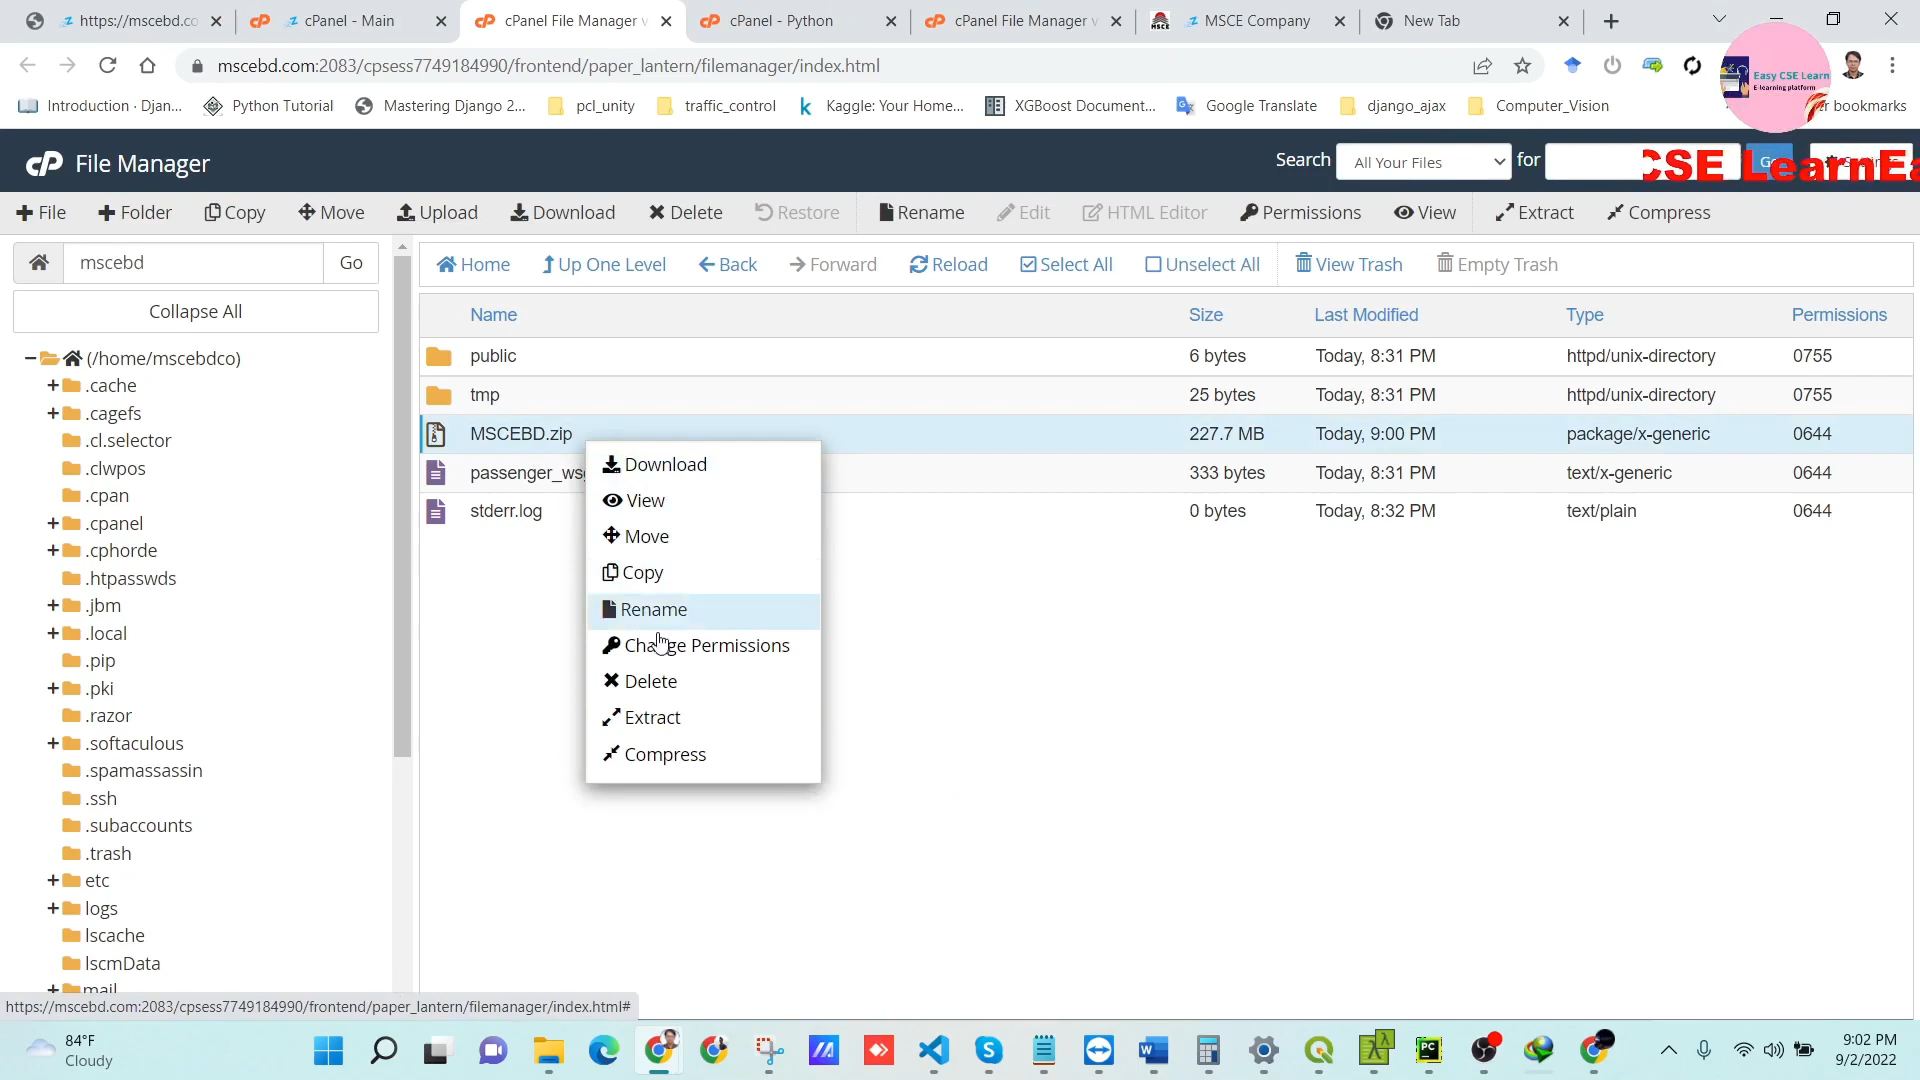 https://mscebd.co
cPanel - Main
cPanel File Manager v
cPanel - Python
cPanel File Manager v
MSCE Company
New Tab
mscebd.com:2083/cpsess7749184990/frontend/paper_lantern/filemanager/index.html
Easy CSE Learn
E-learning platform
Introduction · Djan...
Python Tutorial
Mastering Django 2...
pcl_unity
traffic_control
Kaggle: Your Home...
XGBoost Document...
Google Translate
django_ajax
Computer_Vision
r bookmarks
cP File Manager
Search
All Your Files
for
CSE LearnEa
File
Folder
Copy
Move
Upload
Download
Delete
Restore
Rename
Edit
HTML Editor
Permissions
View
Extract
Compress
mscebd
Go
Home
Up One Level
Back
Forward
Reload
Select All
Unselect All
View Trash
Empty Trash
Collapse All
Name Size Last Modified Type Permissions
public 6 bytes Today, 8:31 PM httpd/unix-directory 0755
tmp 25 bytes Today, 8:31 PM httpd/unix-directory 0755
MSCEBD.zip 227.7 MB Today, 9:00 PM package/x-generic 0644
passenger_ws 333 bytes Today, 8:31 PM text/x-generic 0644
stderr.log 0 bytes Today, 8:32 PM text/plain 0644
Download
View
Move
Copy
Rename
Change Permissions
Delete
Extract
Compress
(/home/mscebdco)
.cache
.cagefs
.cl.selector
.clwpos
.cpan
.cpanel
.cphorde
.htpasswds
.jbm
.local
.pip
.pki
.razor
.softaculous
.spamassassin
.ssh
.subaccounts
.trash
etc
logs
lscache
lscmData
mail
https://mscebd.com:2083/cpsess7749184990/frontend/paper_lantern/filemanager/index.html#
84°F
Cloudy
9:02 PM
9/2/2022